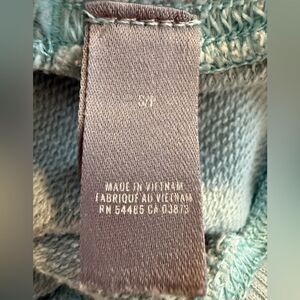 S/P
MADE IN VIETNAM
FABRIQUÉ AU VIETNAM
RN 54485 CA 03873